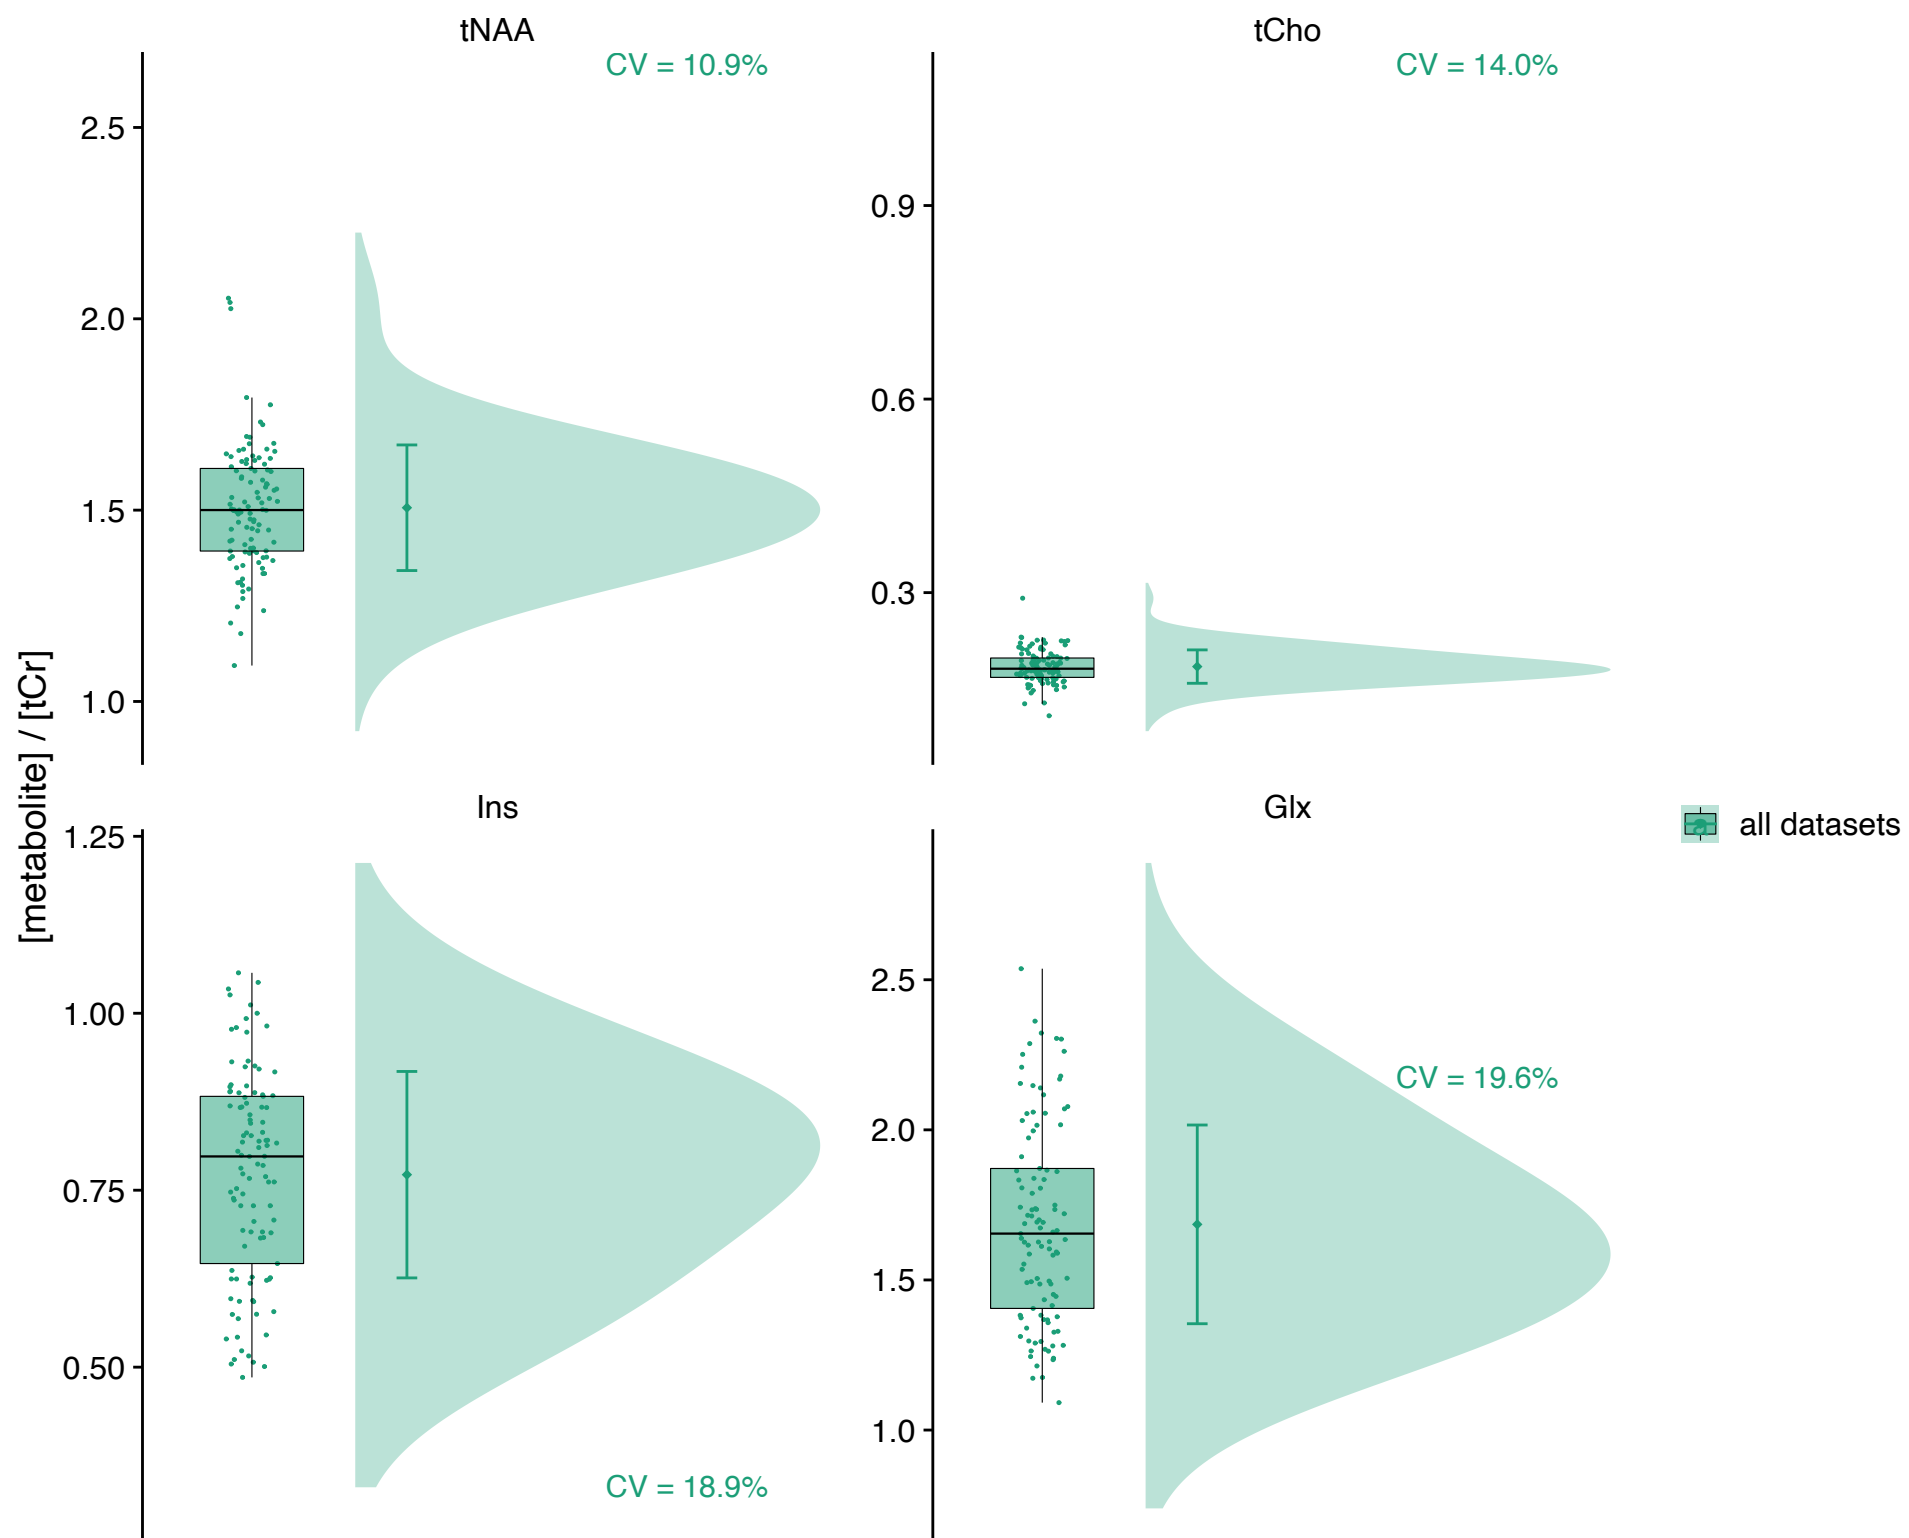 tNAA
CV = 10.9%
2.5
2.0
1.5
1.0
tCho
CV = 14.0%
0.9
0.6
0.3
[metabolite] / [tCr]
Ins
1.25
1.00
0.75
0.50
CV = 18.9%
Glx
2.5
2.0
1.5
1.0
CV = 19.6%
a
all datasets